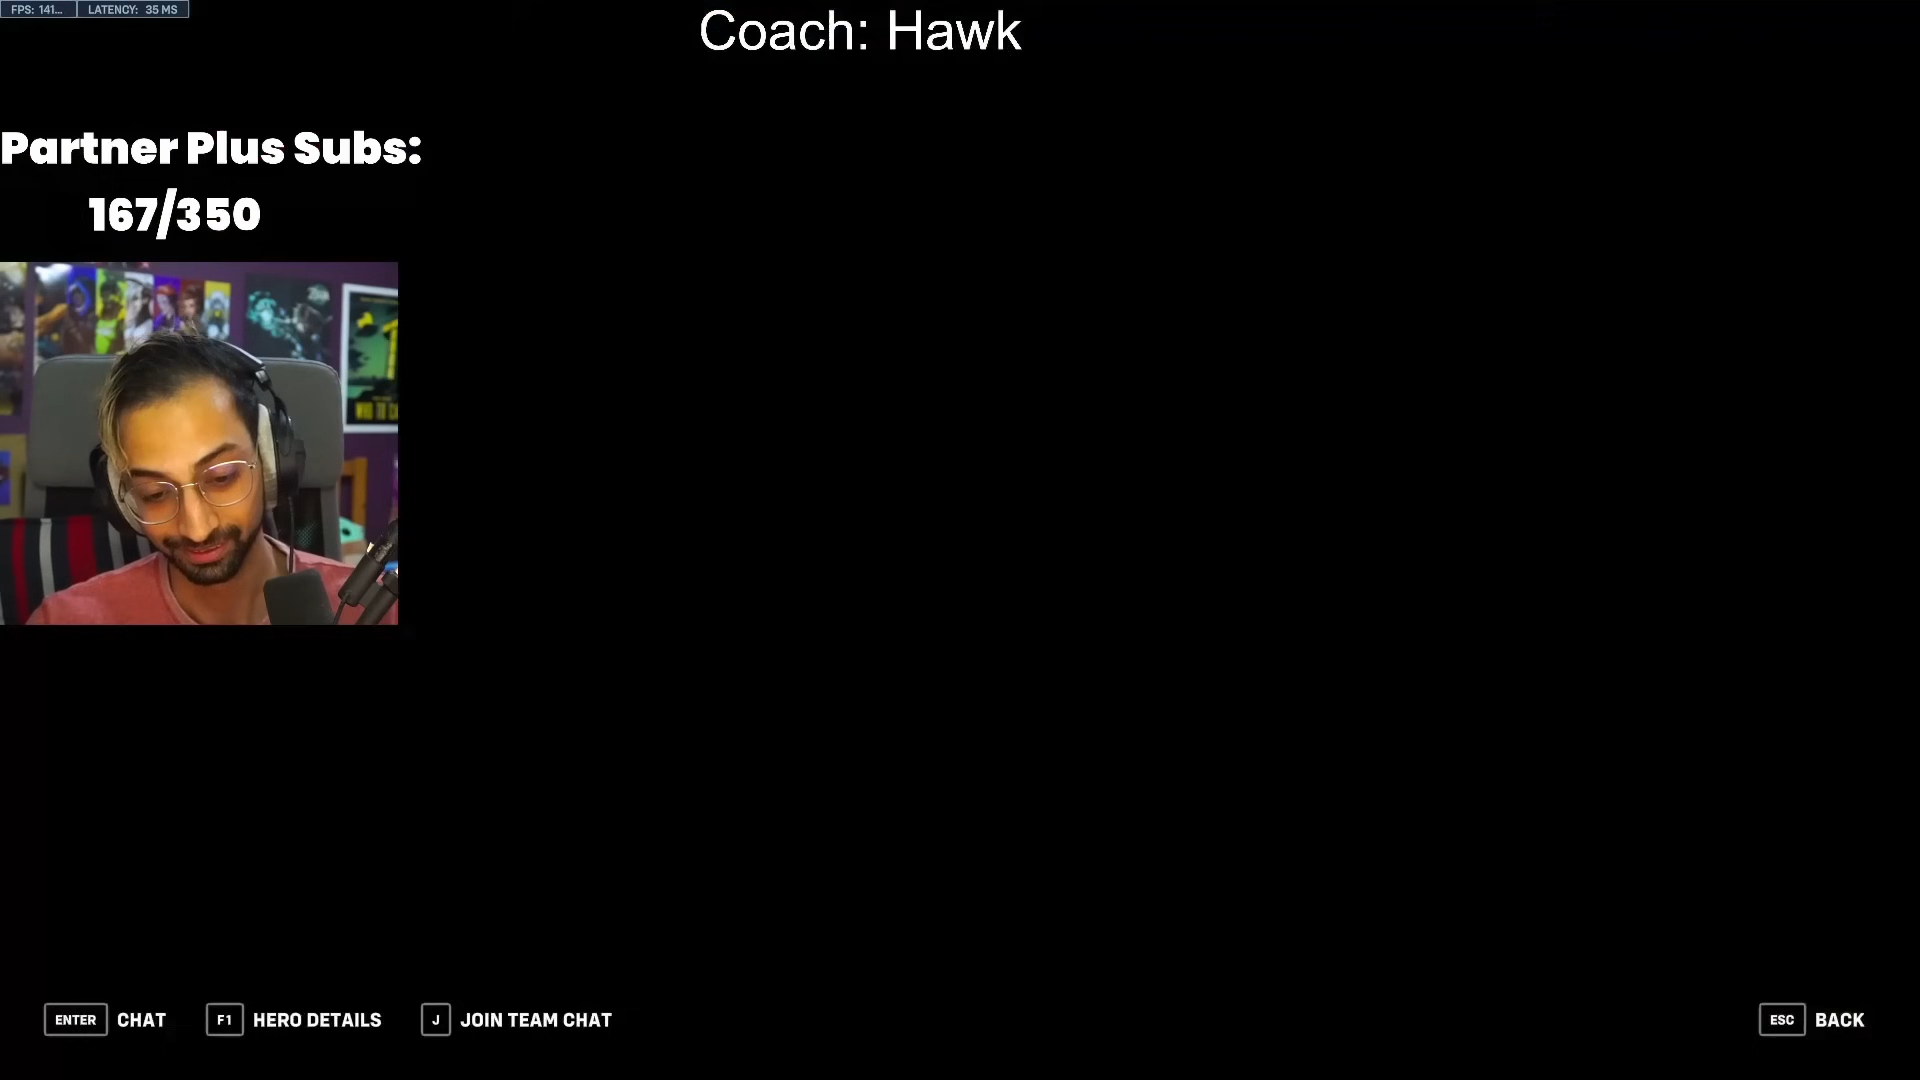 FPS: 141... LATENCY: 35 MS
Coach: Hawk
Partner Plus Subs:
167/350
ENTER CHAT F1 HERO DETAILS J JOIN TEAM CHAT ESC BACK